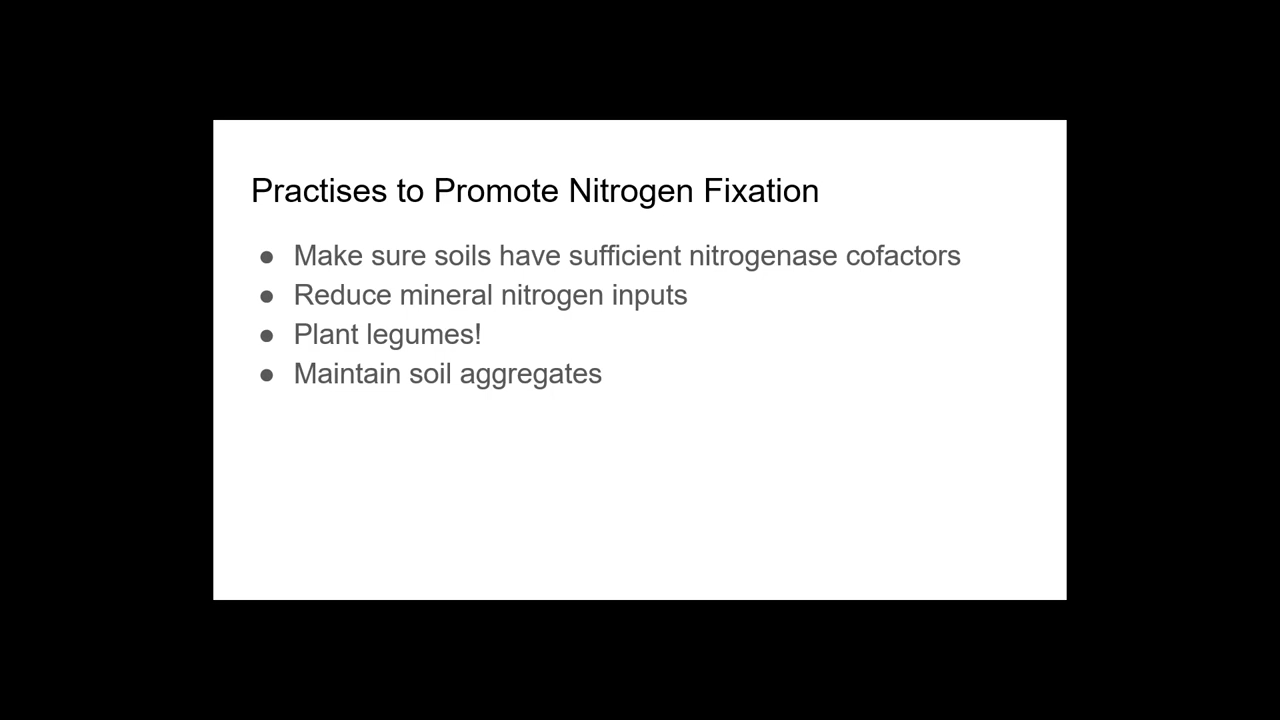 Practises to Promote Nitrogen Fixation
● Make sure soils have sufficient nitrogenase cofactors
● Reduce mineral nitrogen inputs
● Plant legumes!
● Maintain soil aggregates